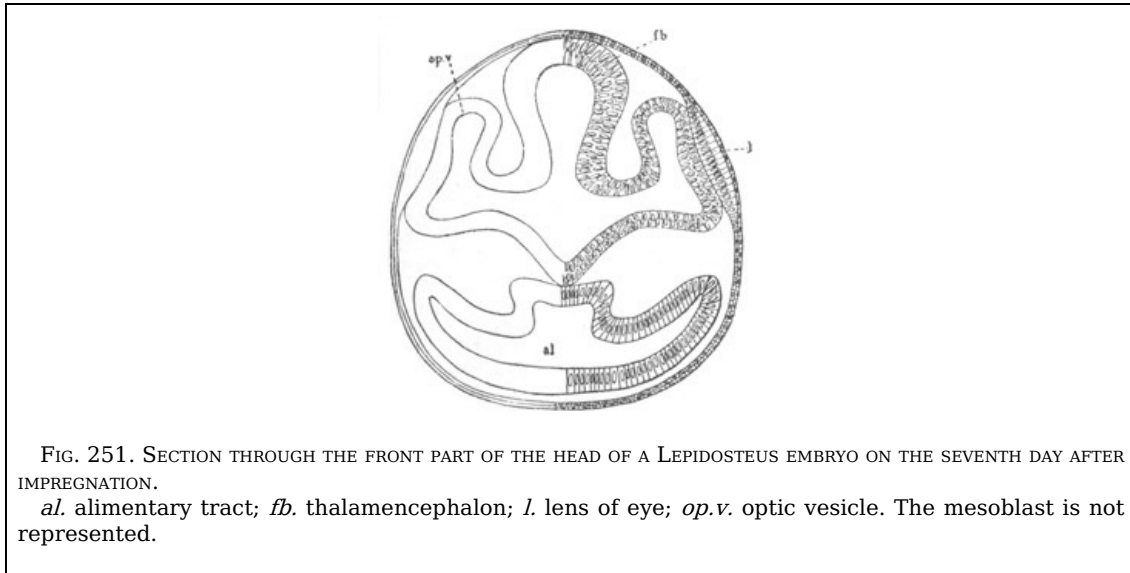 fb
op.v
l
al
FIG. 251. SECTION THROUGH THE FRONT PART OF THE HEAD OF A LEPIDOSTEUS EMBRYO ON THE SEVENTH DAY AFTER
IMPREGNATION.
al. alimentary tract; fb. thalamencephalon; l. lens of eye; op.v. optic vesicle. The mesoblast is not
represented.